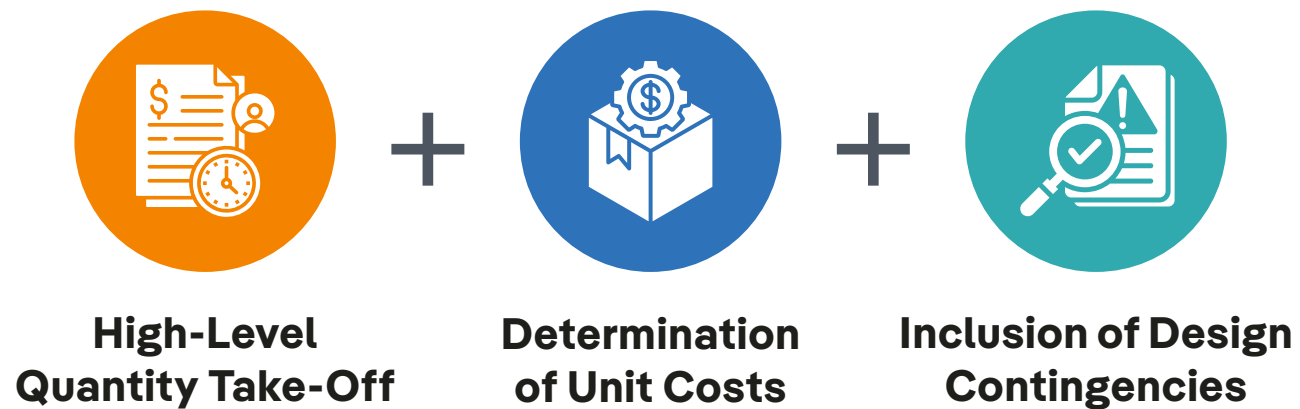 $
$
High-Level
Quantity Take-Off
Determination
of Unit Costs
Inclusion of Design
Contingencies